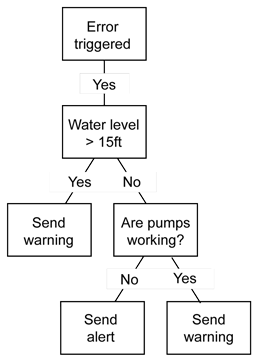 Error
triggered
Yes
Water level
> 15ft
Yes No
Send
warning
Are pumps
working?
No Yes
Send
alert
Send
warning